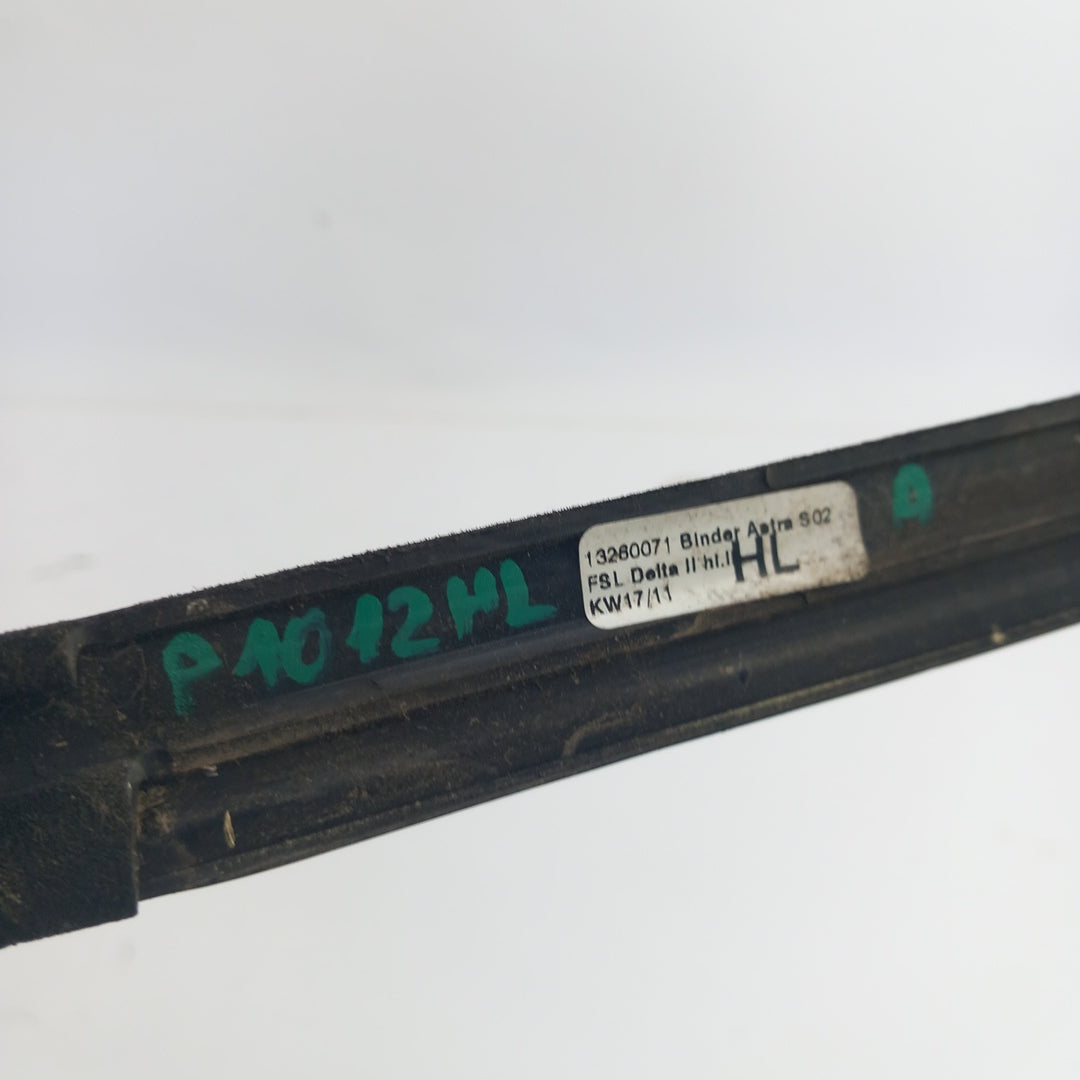 P1012HL
13260071 Binder Astra S02
FSL Delta II hl.l
HL
KW17/11
A